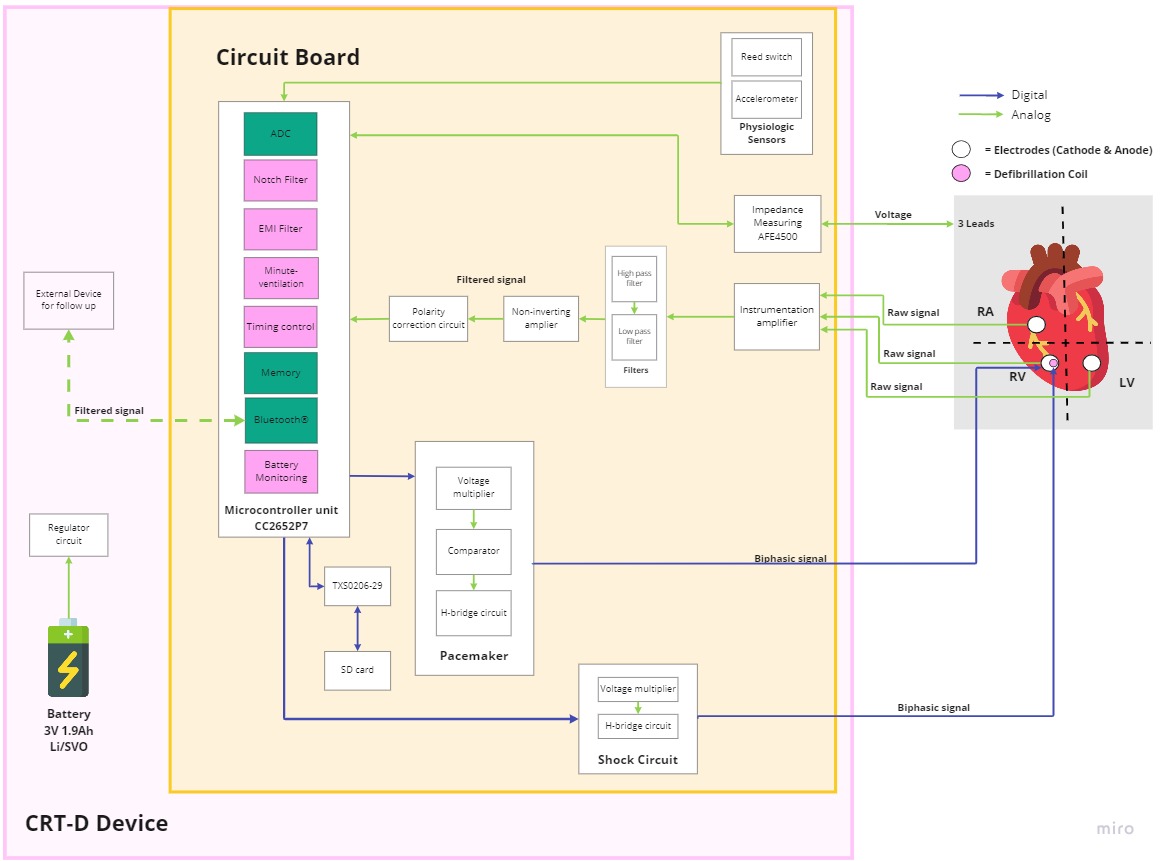 Circuit Board
Reed switch
Accelerometer
Physiologic
Sensors
Digital
Analog
= Electrodes (Cathode & Anode)
= Defibrillation Coil
ADC
Notch Filter
EMI Filter
Minute-
ventilation
Timing control
Memory
Bluetooth®
Battery
Monitoring
Microcontroller unit
CC2652P7
Impedance
Measuring
AFE4500
Voltage
3 Leads
External Device
for follow up
Filtered signal
Filtered signal
Polarity
correction circuit
Non-inverting
amplier
High pass
filter
Low pass
filter
Filters
Instrumentation
amplifier
Raw signal
Raw signal
Raw signal
RA
RV
LV
Regulator
circuit
Battery
3V 1.9Ah
Li/SVO
TXS0206-29
SD card
Voltage
multiplier
Comparator
H-bridge circuit
Pacemaker
Biphasic signal
Voltage multiplier
H-bridge circuit
Shock Circuit
Biphasic signal
CRT-D Device
miro